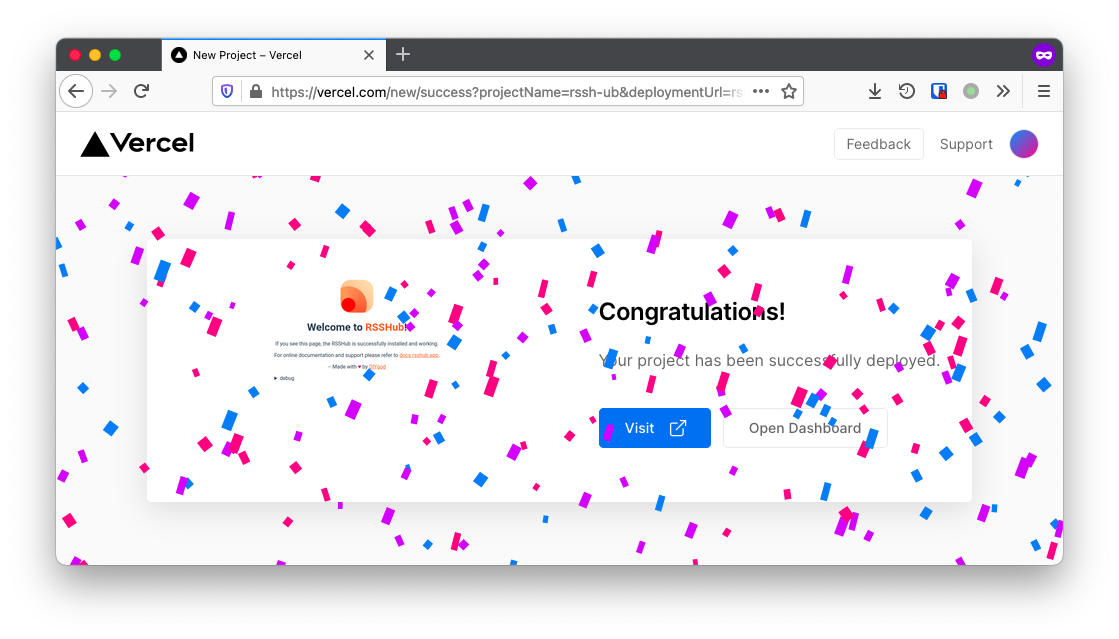 New Project – Vercel
https://vercel.com/new/success?projectName=rssh-ub&deploymentUrl=rs
Vercel
Feedback
Support
Welcome to RSSHub!
If you see this page, the RSSHub is successfully installed and working.
For online documentation and support please refer to docs.rsshub.app.
– Made with ♥ by DIYgod
▶ debug
Congratulations!
Your project has been successfully deployed.
Visit
Open Dashboard